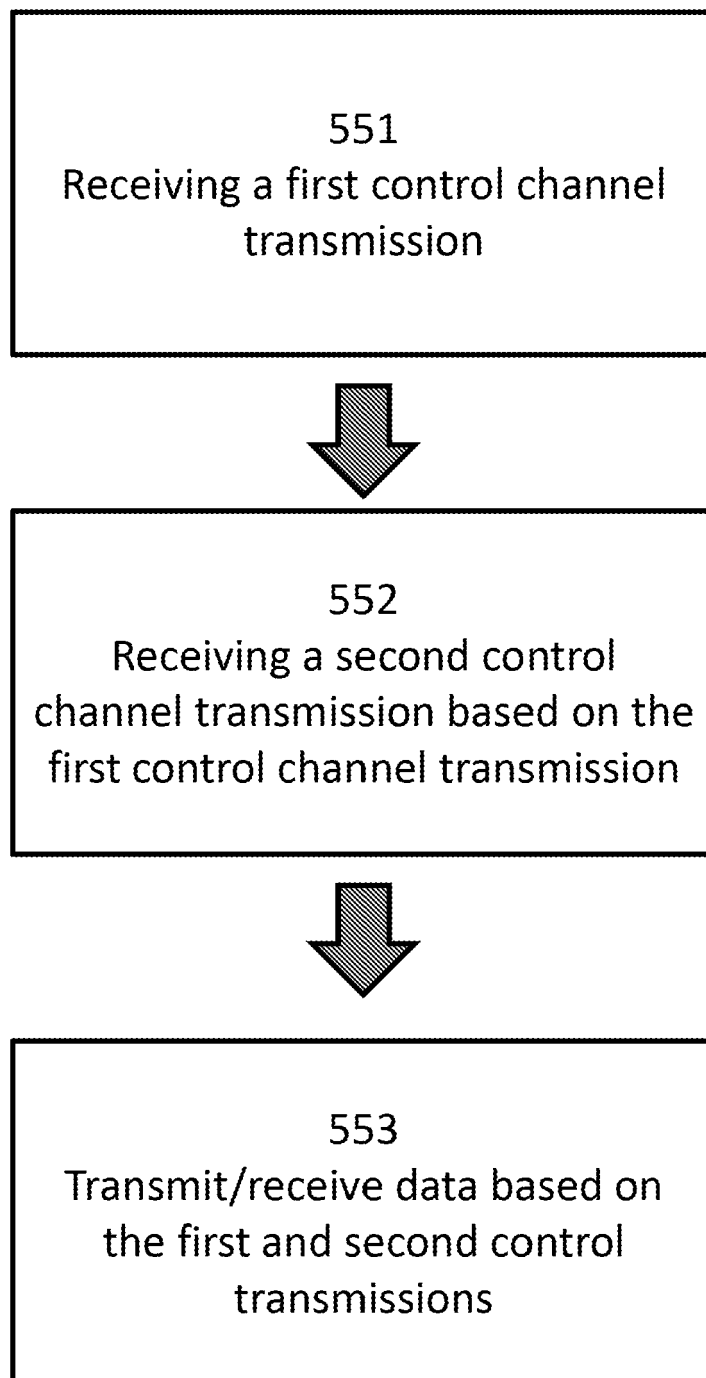 551
Receiving a first control channel
transmission
552
Receiving a second control
channel transmission based on the
first control channel transmission
553
Transmit/receive data based on
the first and second control
transmissions